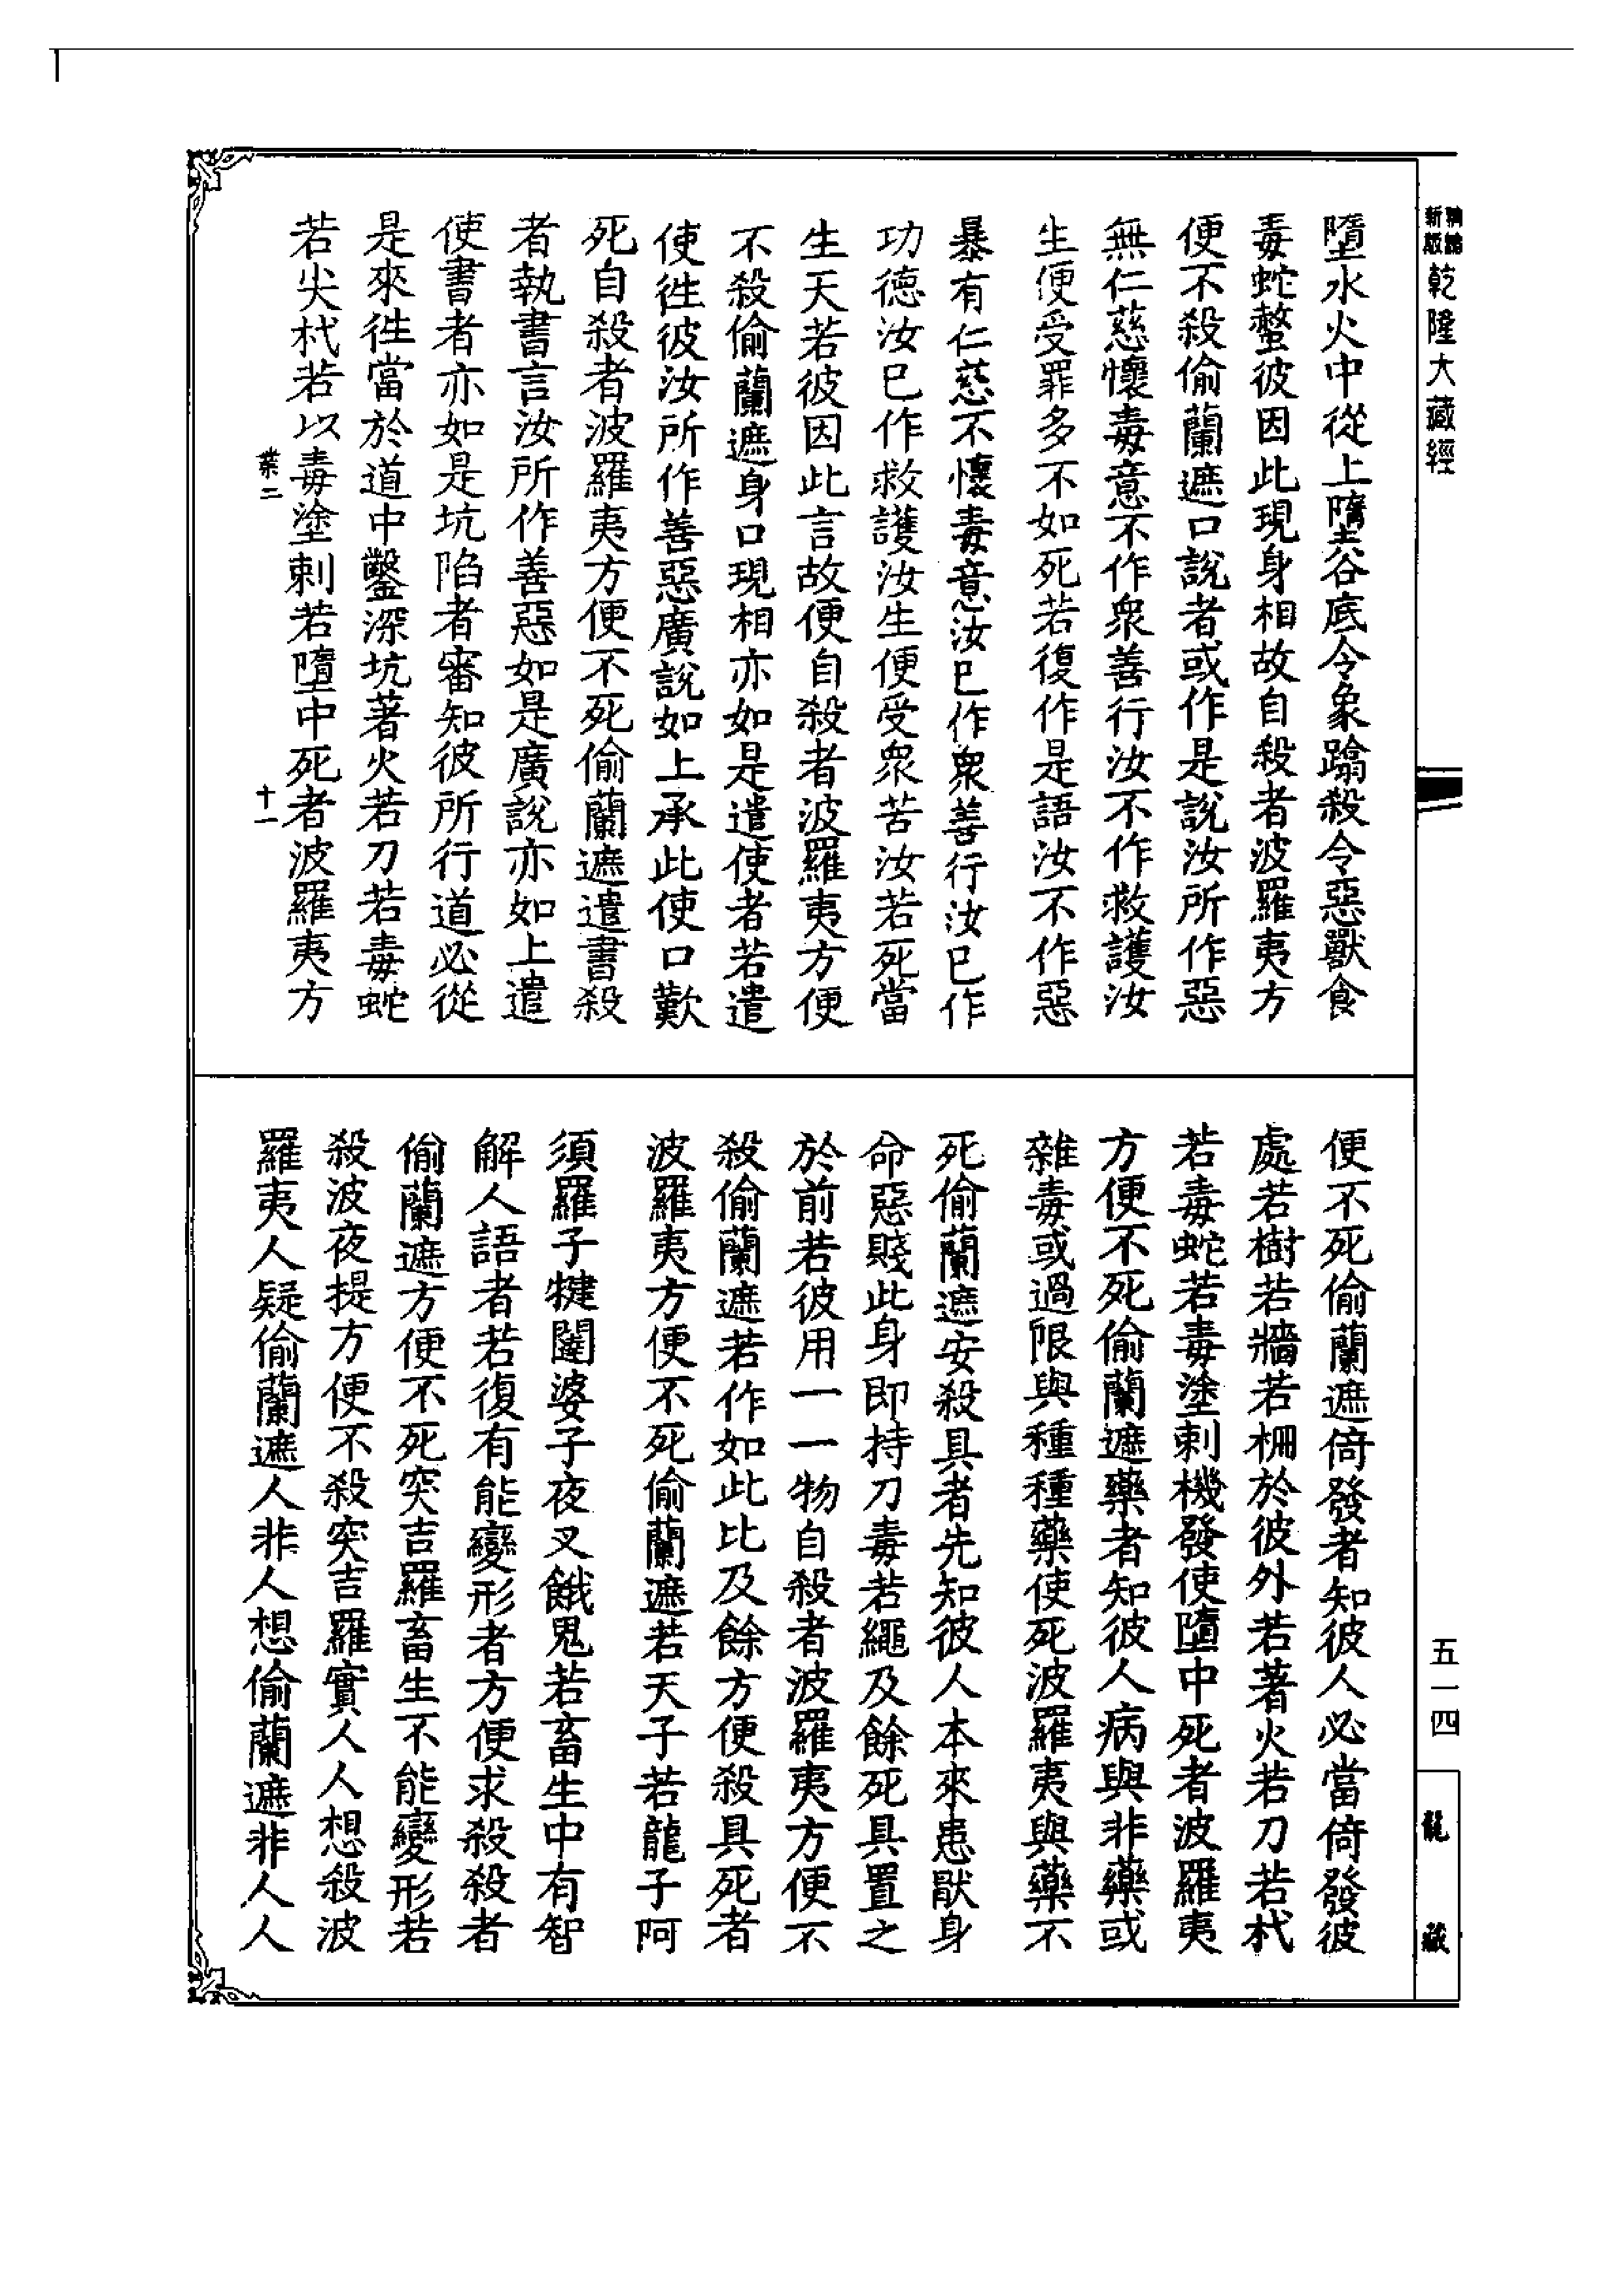 新版
乾隆大藏經
墮水火中從上墮谷底令象蹋殺令惡獸食
毒蛇螫彼因此現身相故自殺者波羅夷方
便不殺偷蘭遮口說者或作是說汝所作惡
無仁慈懷毒意不作衆善行汝不作救護汝
生便受罪多不如死若復作是語汝不作惡
暴有仁慈不懷毒意汝已作衆善行汝已作
功德汝已作救護汝生便受衆苦汝若死當
生天若彼因此言故便自殺者波羅夷方便
不殺偷蘭遮身口現相亦如是遣使者若遣
使徃彼汝所作善惡廣說如上承此使口歎
死自殺者波羅夷方便不死偷蘭遮遣書殺
者執書言汝所作善惡如是廣說亦如上遣
使書者亦如是坑陷者審知彼所行道必從
是來徃當於道中鑿深坑著火若刀若毒蛇
若尖杙若以毒塗刺若墮中死者波羅夷方
業二 十一
便不死偷蘭遮倚發者知彼人必當倚發彼
處若樹若牆若柵於彼外若著火若刀若杙
若毒蛇若毒塗刺機發使墮中死者波羅夷
方便不死偷蘭遮藥者知彼人病與非藥或
雜毒或過限與種種藥使死波羅夷與藥不
死偷蘭遮安殺具者先知彼人本來患猒身
命惡賤此身即持刀毒若繩及餘死具置之
於前若彼用一一物自殺者波羅夷方便不
殺偷蘭遮若作如此比及餘方便殺具死者
波羅夷方便不死偷蘭遮若天子若龍子阿
須羅子犍闥婆子夜叉餓鬼若畜生中有智
解人語者若復有能變形者方便求殺殺者
偷蘭遮方便不死突吉羅畜生不能變形若
殺波夜提方便不殺突吉羅實人人想殺波
羅夷人疑偷蘭遮人非人想偷蘭遮非人人
五一四
龍藏